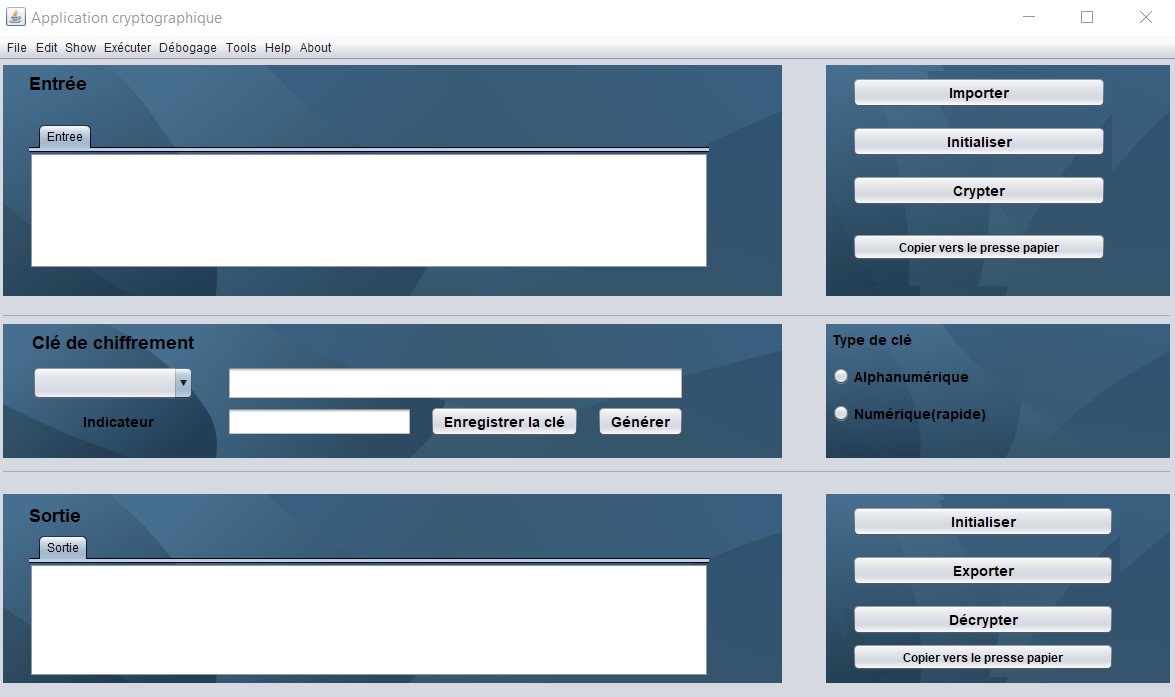 Application cryptographique
File Edit Show Exécuter Débogage Tools Help About
Entrée
Entree
Importer
Initialiser
Crypter
Copier vers le presse papier
Clé de chiffrement
Indicateur
Enregistrer la clé
Générer
Type de clé
Alphanumérique
Numérique(rapide)
Sortie
Sortie
Initialiser
Exporter
Décrypter
Copier vers le presse papier